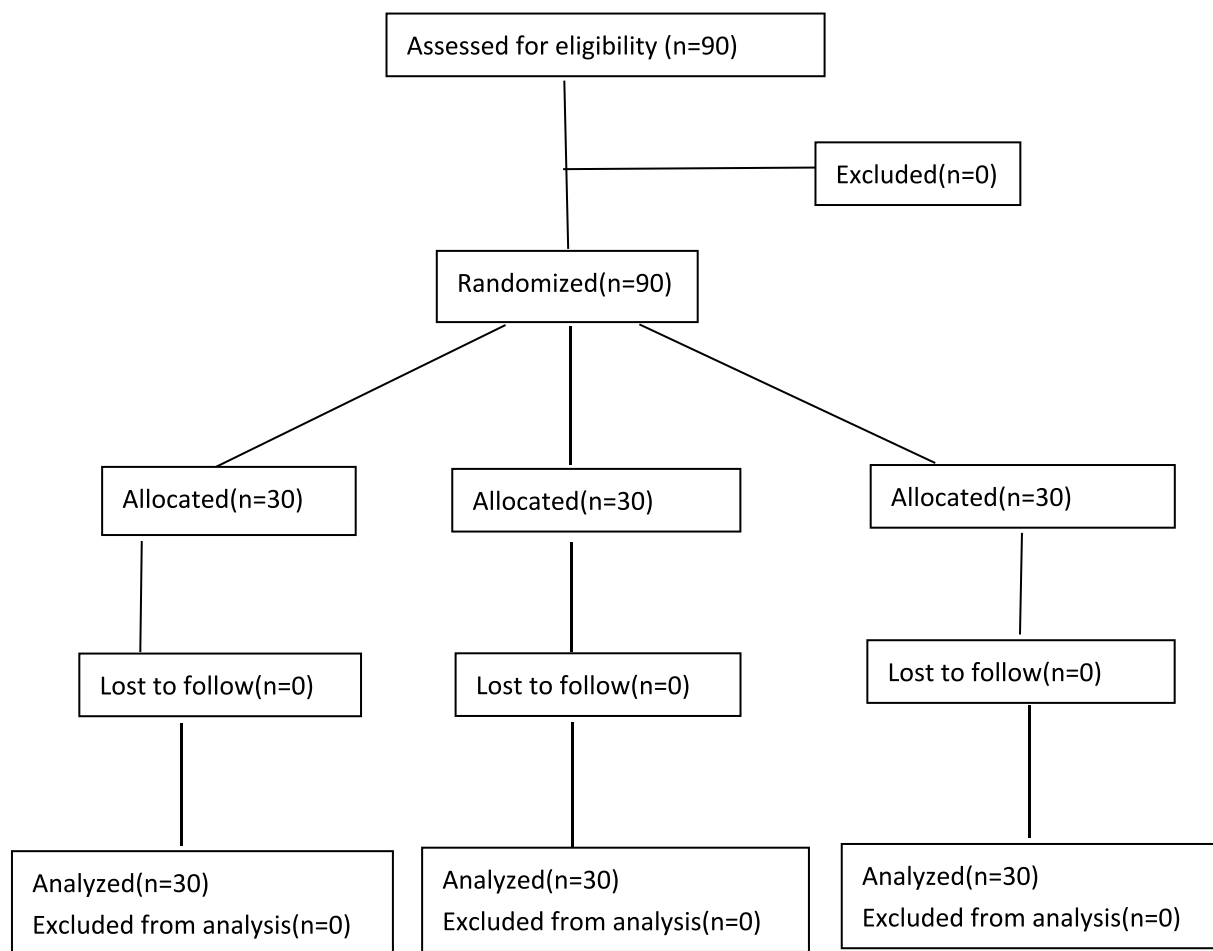 Assessed for eligibility (n=90)
Excluded(n=0)
Randomized(n=90)
Allocated(n=30)
Allocated(n=30)
Allocated(n=30)
Lost to follow(n=0)
Lost to follow(n=0)
Lost to follow(n=0)
Analyzed(n=30)
Excluded from analysis(n=0)
Analyzed(n=30)
Excluded from analysis(n=0)
Analyzed(n=30)
Excluded from analysis(n=0)